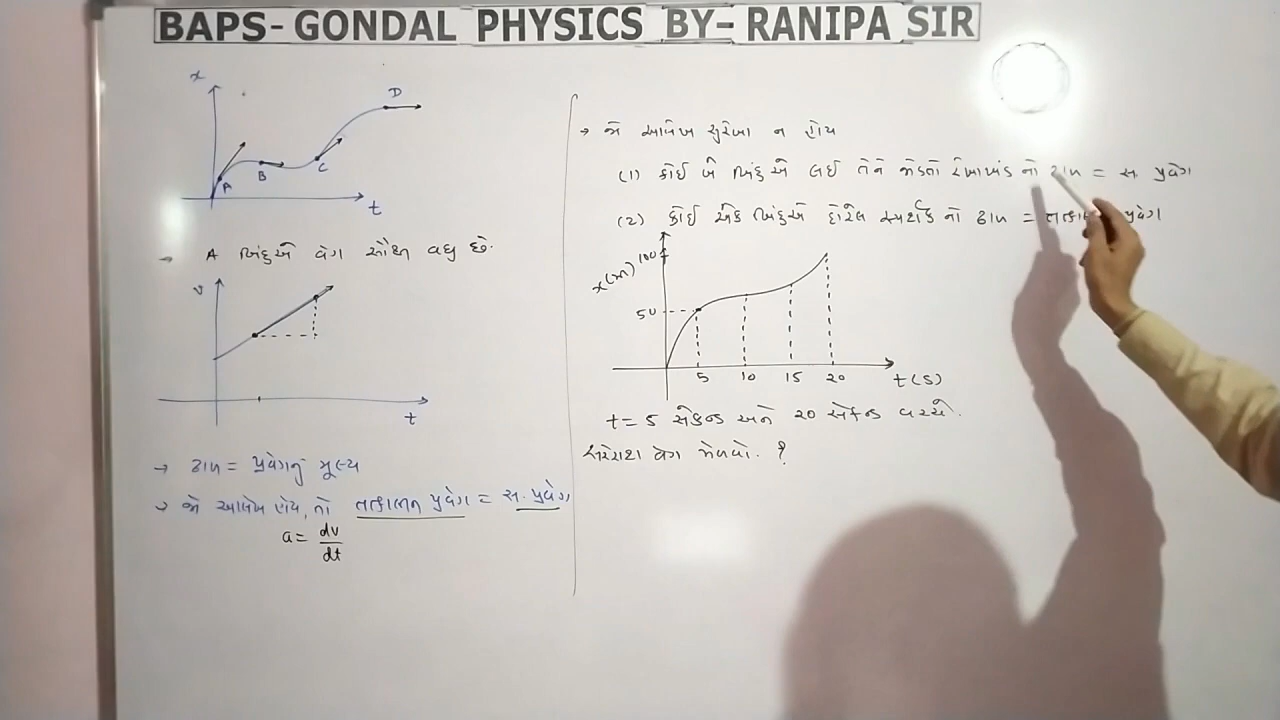 BAPS-GONDAL PHYSICS BY-RANIPA SIR
x
D
C
B
A
t
→ A બિંદુએ વેગ સૌથી વધુ છે.
v
t
→ ઢાળ = પ્રવેગનું મૂલ્ય
→ જો આલેખ હોય, તો તત્કાલીન પ્રવેગ = સ. પ્રવેગ
a = dv/dt
→ જો આલેખ સુરેખા ન હોય
(1) કોઈ બે બિંદુએ લઈ તેને જોડતો રેખાખંડ નો ઢાળ = સ. પ્રવેગ
(2) કોઈ એક બિંદુએ દોરેલ સ્પર્શક નો ઢાળ = પ્રવેગ
x(m)
100
50
5 10 15 20 t(s)
t = 5 સેકન્ડ અને 20 સેકન્ડ વચ્ચે.
સરેરાશ વેગ મેળવો. ?